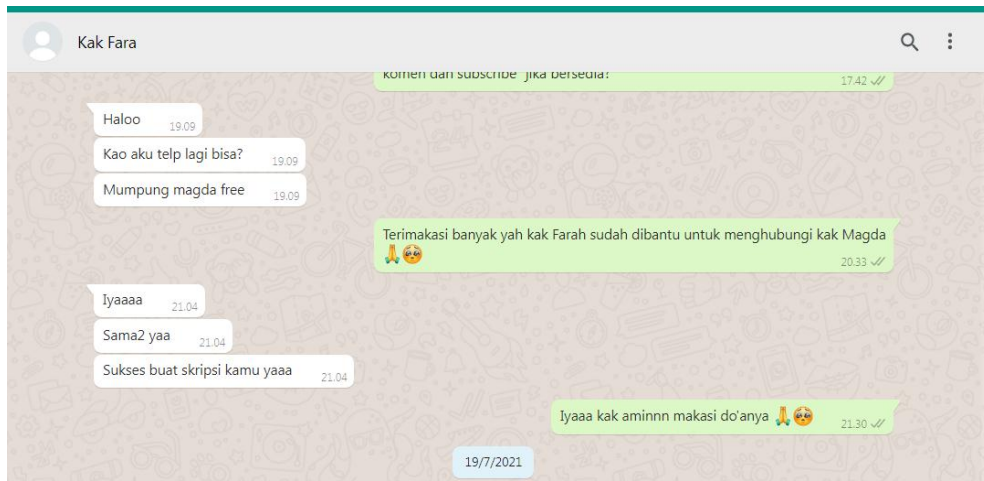 Kak Fara
komen dan subscribe jika bersedia?
17.42
Haloo 19.09
Kao aku telp lagi bisa? 19.09
Mumpung magda free 19.09
Terimakasi banyak yah kak Farah sudah dibantu untuk menghubungi kak Magda
🙏🥺
20.33
Iyaaaa 21.04
Sama2 yaa 21.04
Sukses buat skripsi kamu yaaa 21.04
Iyaaa kak aminnn makasi do'anya 🙏🥺 21.30
19/7/2021